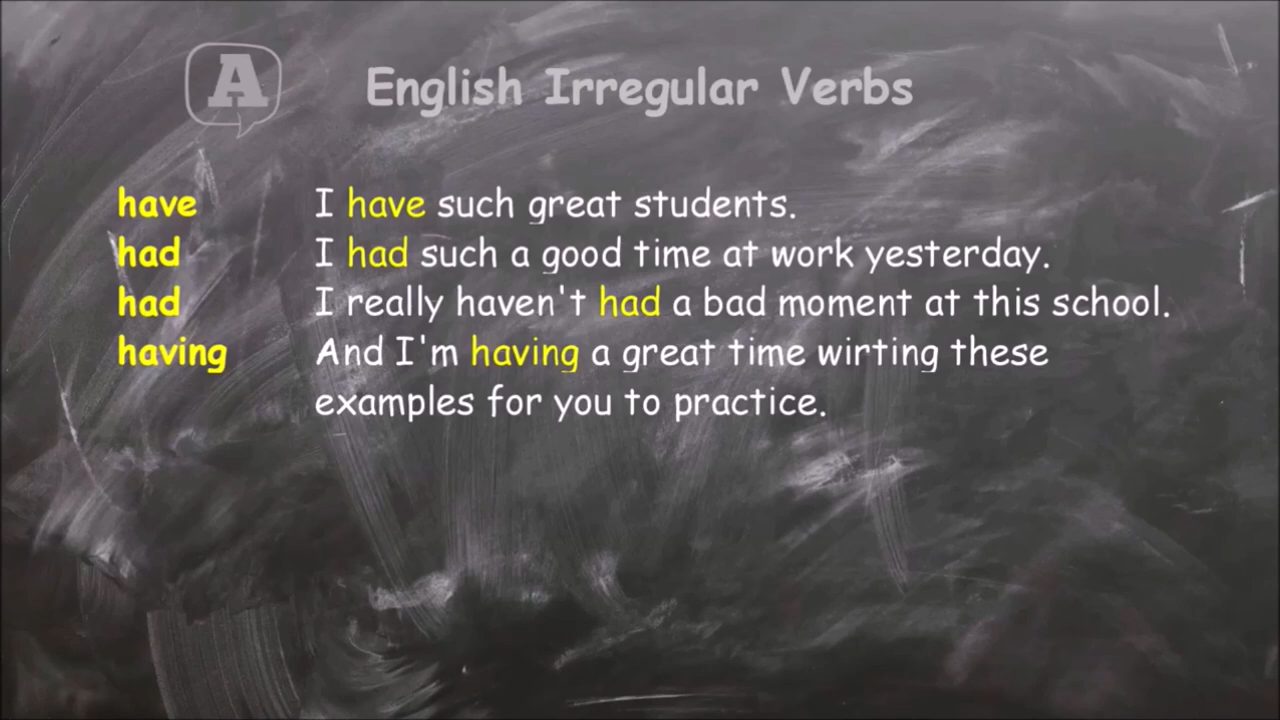 A English Irregular Verbs
have I have such great students.
had I had such a good time at work yesterday.
had I really haven't had a bad moment at this school.
having And I'm having a great time wirting these
examples for you to practice.